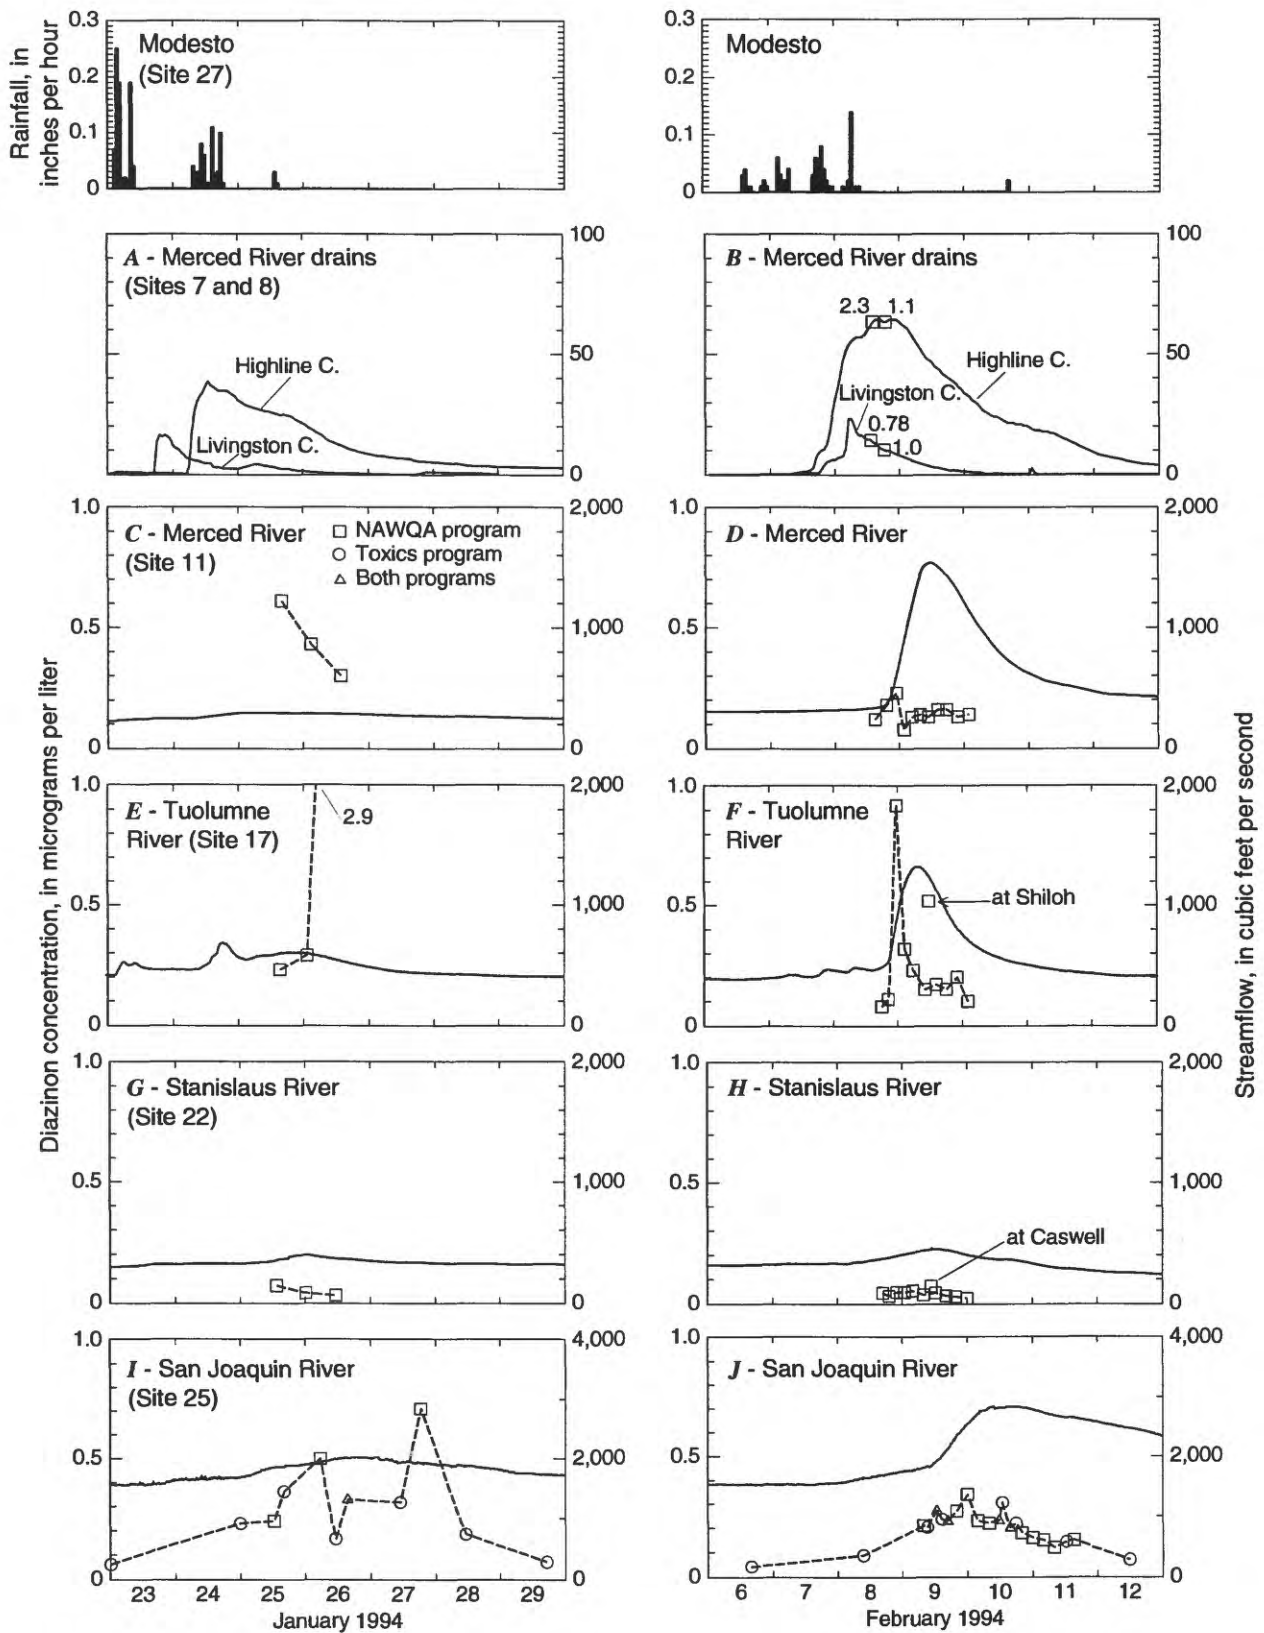 Rainfall, in
inches per hour
0.3
0.2
0.1
0
Modesto
(Site 27)
0.3
0.2
0.1
0
Modesto
A - Merced River drains
(Sites 7 and 8)
Highline C.
Livingston C.
100
50
0
B - Merced River drains
2.3
1.1
Highline C.
Livingston C.
0.78
1.0
100
50
0
Diazinon concentration, in micrograms per liter
Streamflow, in cubic feet per second
1.0
0.5
0
C - Merced River
(Site 11)
NAWQA program
Toxics program
Both programs
2,000
1,000
0
1.0
0.5
0
D - Merced River
2,000
1,000
0
1.0
0.5
0
E - Tuolumne
River (Site 17)
2.9
2,000
1,000
0
1.0
0.5
0
F - Tuolumne
River
at Shiloh
2,000
1,000
0
1.0
0.5
0
G - Stanislaus River
(Site 22)
2,000
1,000
0
1.0
0.5
0
H - Stanislaus River
at Caswell
2,000
1,000
0
1.0
0.5
0
I - San Joaquin River
(Site 25)
4,000
2,000
0
23 24 25 26 27 28 29
January 1994
1.0
0.5
0
J - San Joaquin River
4,000
2,000
0
6 7 8 9 10 11 12
February 1994